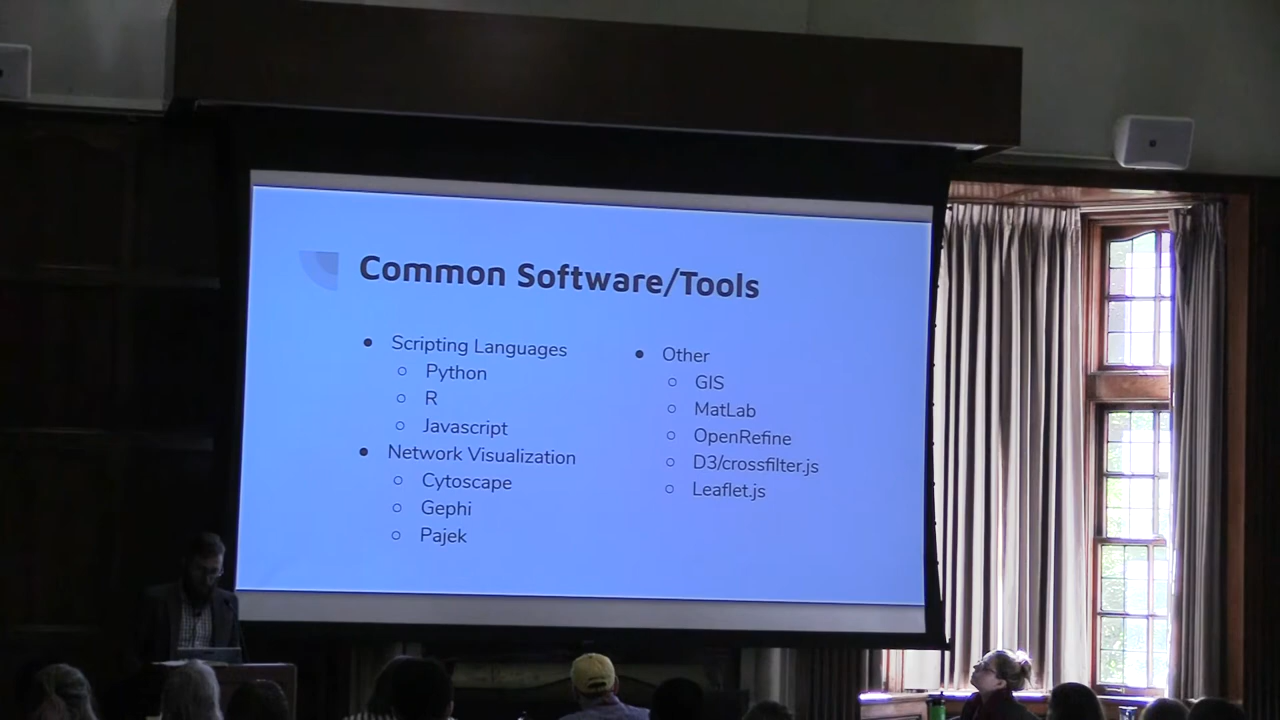 Common Software/Tools
Scripting Languages
Python
R
Javascript
Network Visualization
Cytoscape
Gephi
Pajek
Other
GIS
MatLab
OpenRefine
D3/crossfilter.js
Leaflet.js